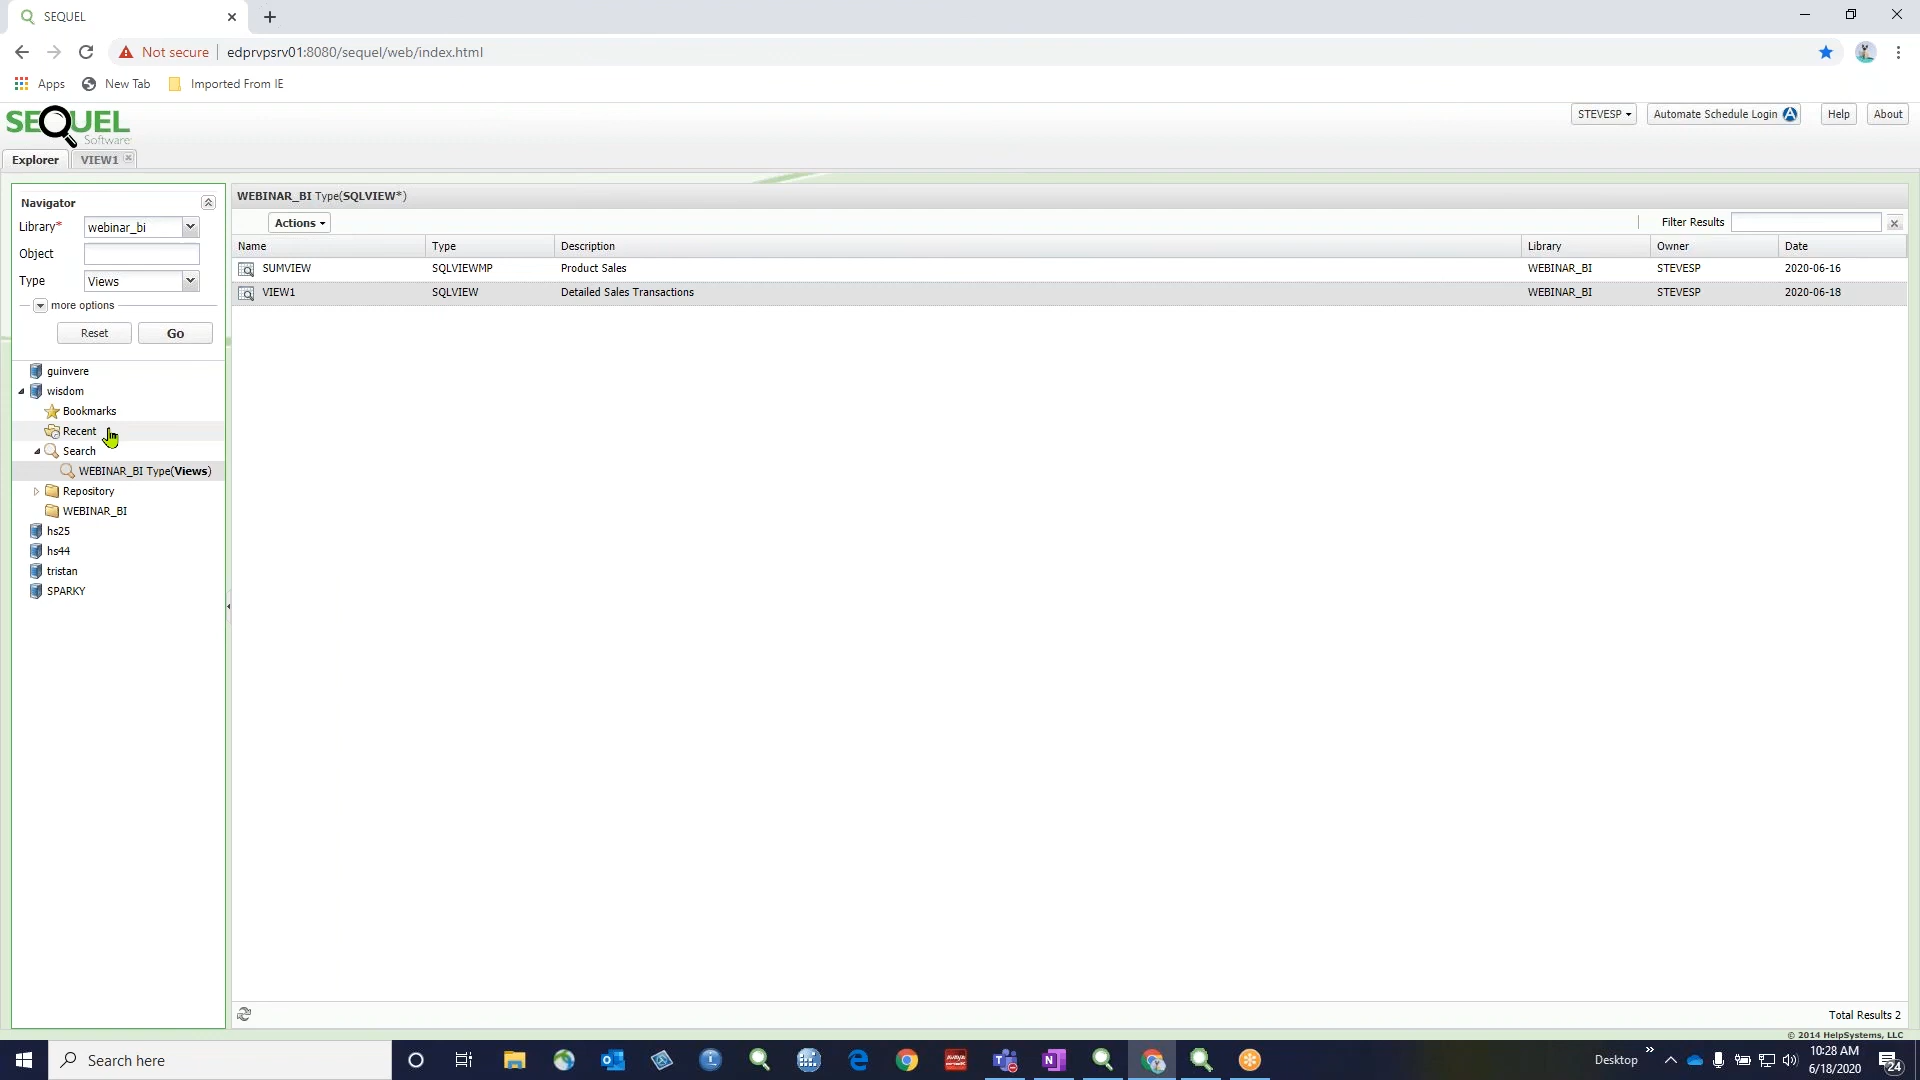 SEQUEL
Not secure
edprvpsrv01:8080/sequel/web/index.html
Apps
New Tab
Imported From IE
SEQUEL
Software
STEVESP
Automate Schedule Login
Help
About
Explorer
VIEW1
Navigator
Library*
webinar_bi
Object
Type
Views
more options
Reset
Go
guinvere
wisdom
Bookmarks
Recent
Search
WEBINAR_BI Type(Views)
Repository
WEBINAR_BI
hs25
hs44
tristan
SPARKY
WEBINAR_BI Type(SQLVIEW*)
Actions
Filter Results
Name Type Description Library Owner Date
SUMVIEW SQLVIEWMP Product Sales WEBINAR_BI STEVESP 2020-06-16
VIEW1 SQLVIEW Detailed Sales Transactions WEBINAR_BI STEVESP 2020-06-18
Total Results 2
© 2014 HelpSystems, LLC
Search here
AVAYA
Desktop
10:28 AM
6/18/2020
24